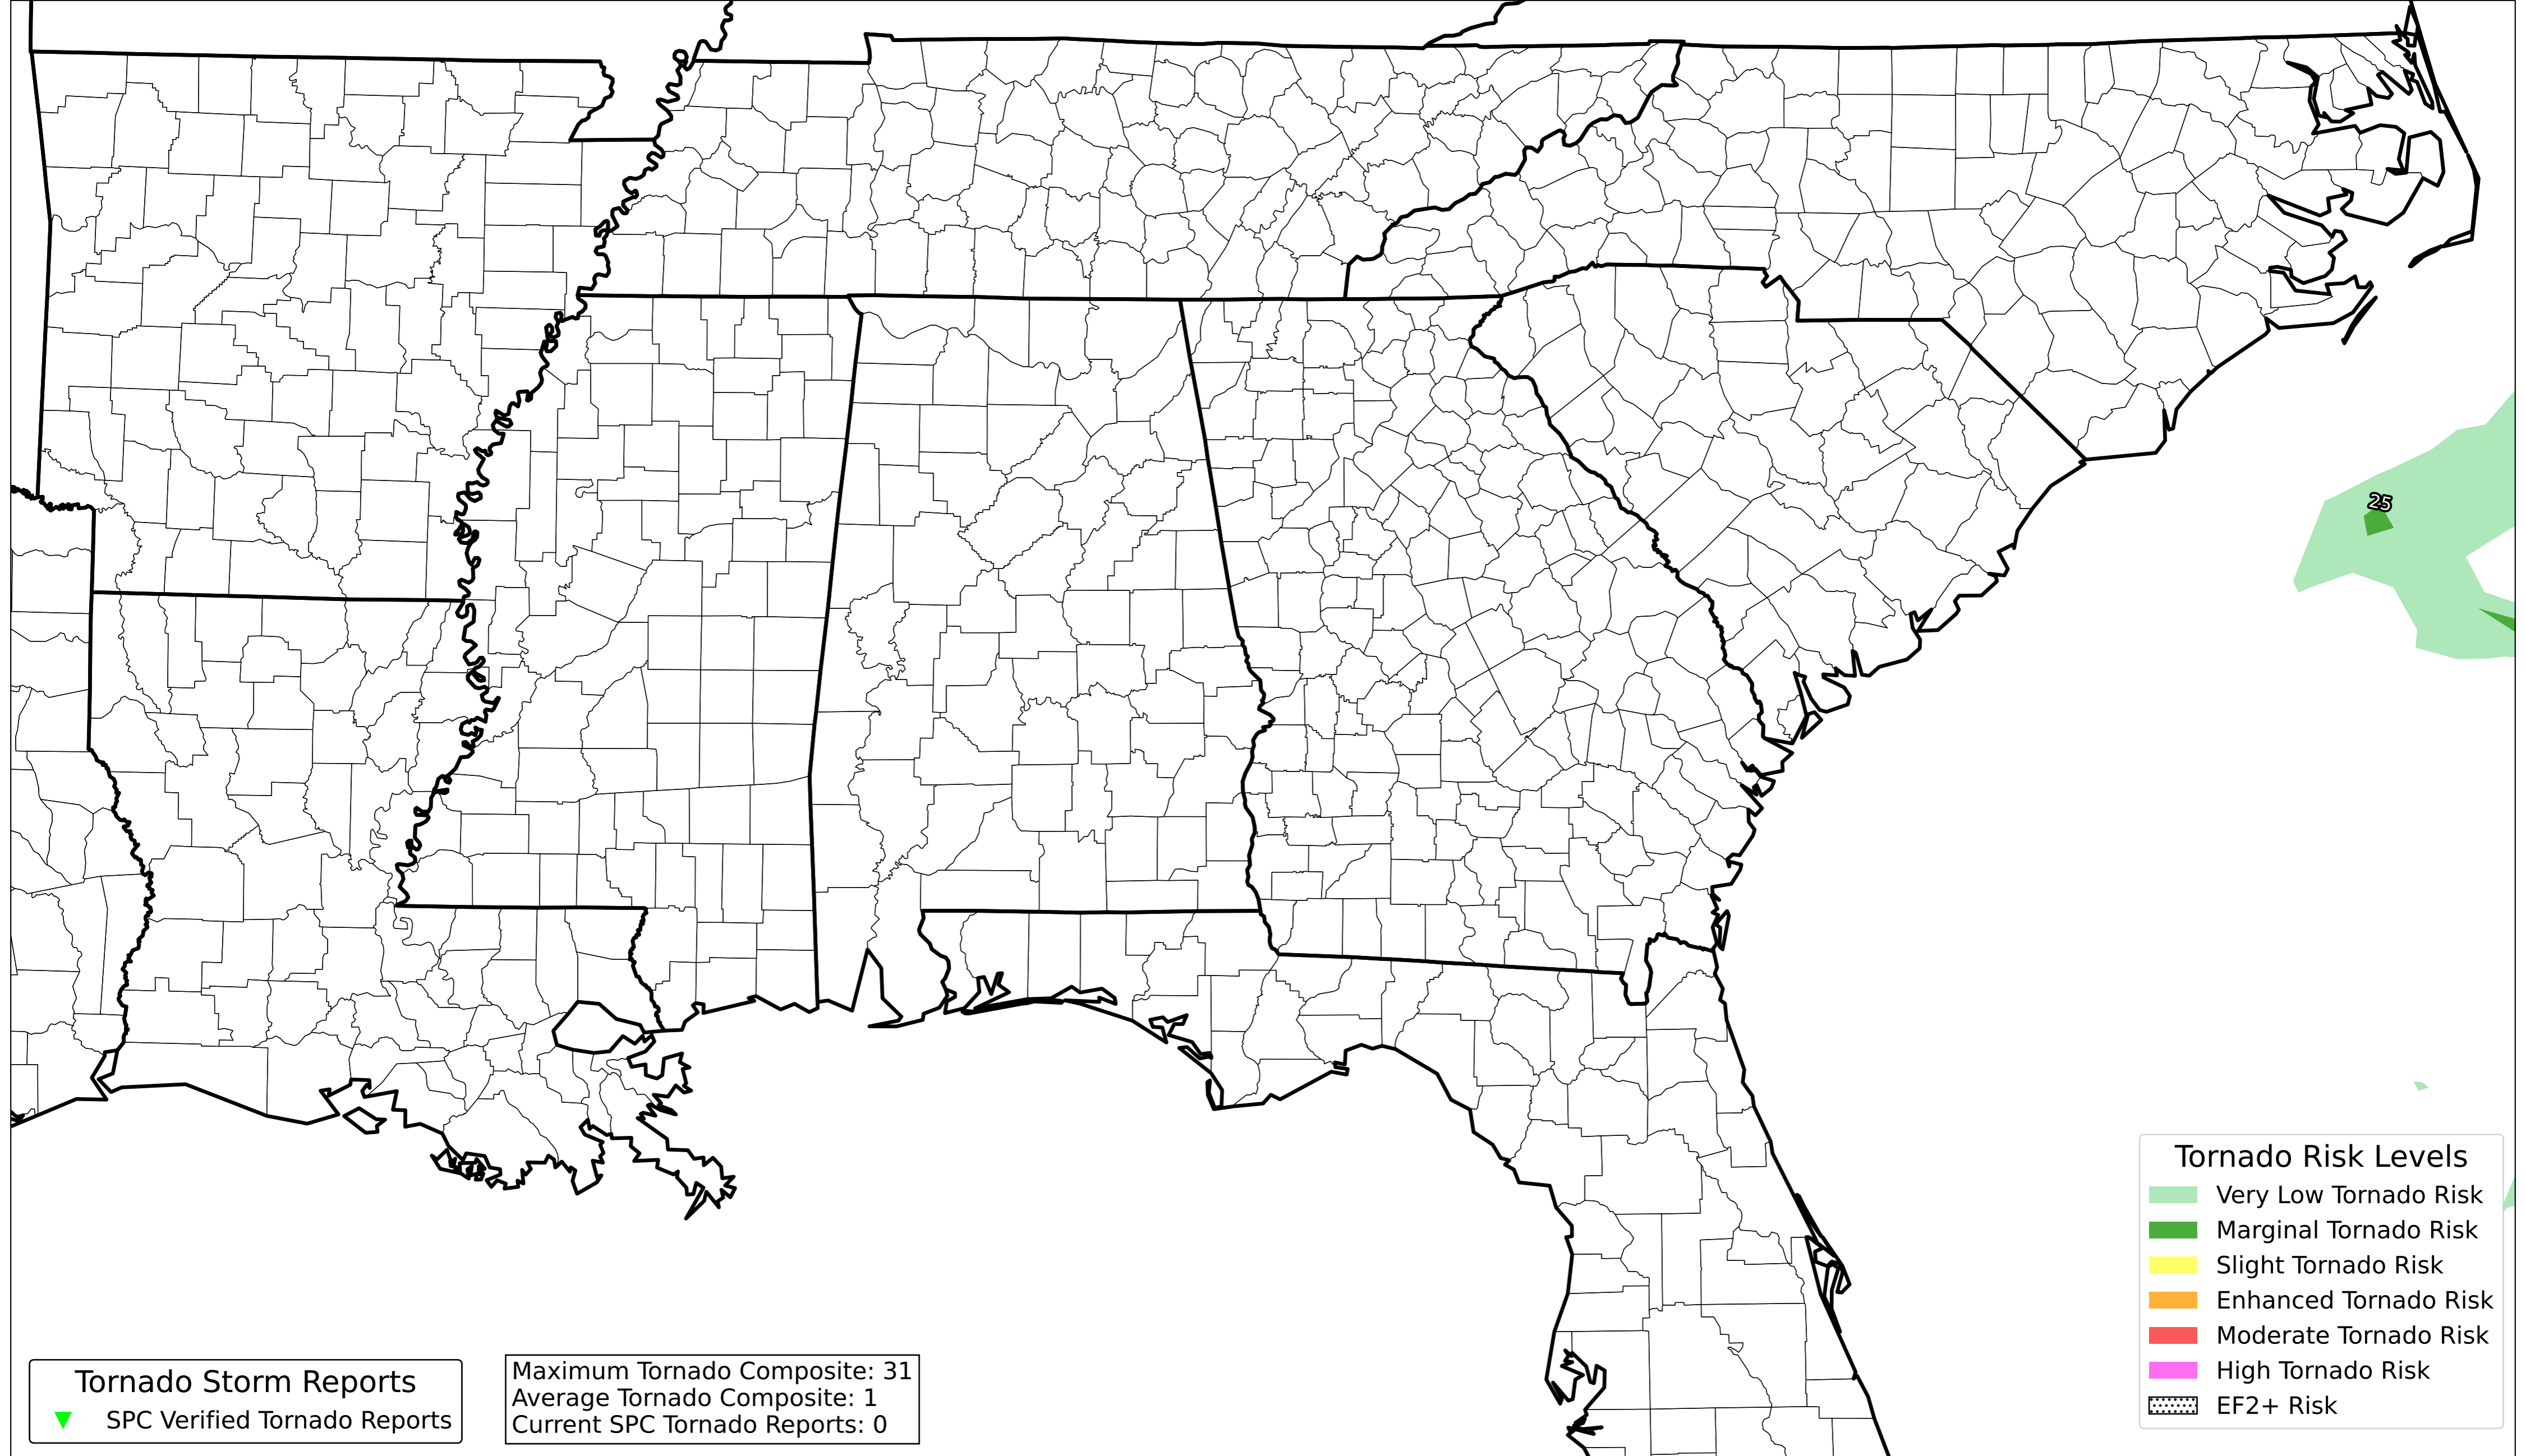 25
Tornado Risk Levels
Very Low Tornado Risk
Marginal Tornado Risk
Slight Tornado Risk
Enhanced Tornado Risk
Moderate Tornado Risk
High Tornado Risk
EF2+ Risk
Tornado Storm Reports
SPC Verified Tornado Reports
Maximum Tornado Composite: 31
Average Tornado Composite: 1
Current SPC Tornado Reports: 0